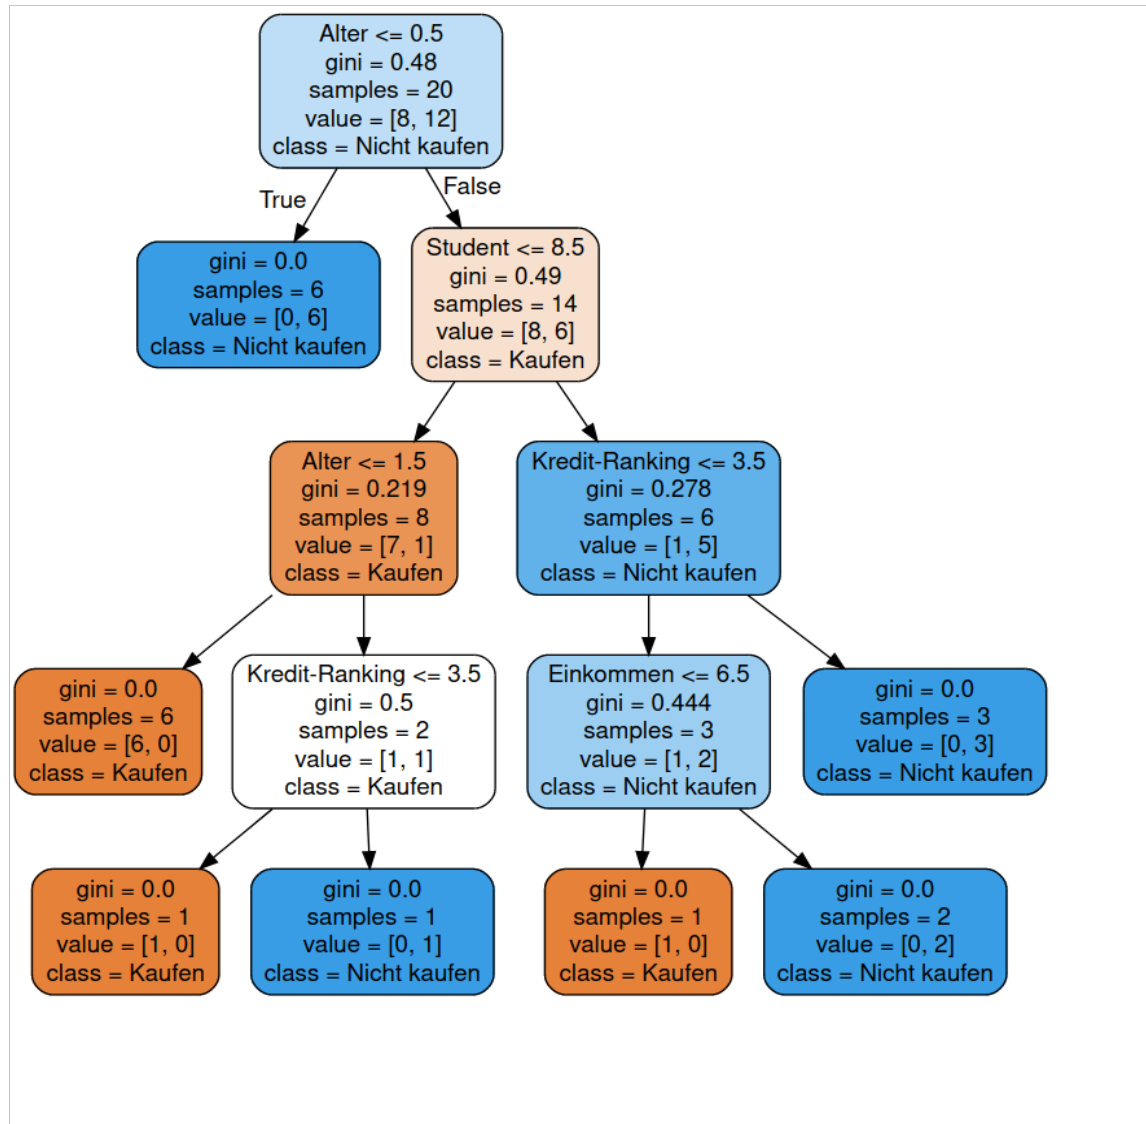 Alter <= 0.5
gini = 0.48
samples = 20
value = [8, 12]
class = Nicht kaufen
True
False
gini = 0.0
samples = 6
value = [0, 6]
class = Nicht kaufen
Student <= 8.5
gini = 0.49
samples = 14
value = [8, 6]
class = Kaufen
Alter <= 1.5
gini = 0.219
samples = 8
value = [7, 1]
class = Kaufen
Kredit-Ranking <= 3.5
gini = 0.278
samples = 6
value = [1, 5]
class = Nicht kaufen
gini = 0.0
samples = 6
value = [6, 0]
class = Kaufen
Kredit-Ranking <= 3.5
gini = 0.5
samples = 2
value = [1, 1]
class = Kaufen
Einkommen <= 6.5
gini = 0.444
samples = 3
value = [1, 2]
class = Nicht kaufen
gini = 0.0
samples = 3
value = [0, 3]
class = Nicht kaufen
gini = 0.0
samples = 1
value = [1, 0]
class = Kaufen
gini = 0.0
samples = 1
value = [0, 1]
class = Nicht kaufen
gini = 0.0
samples = 1
value = [1, 0]
class = Kaufen
gini = 0.0
samples = 2
value = [0, 2]
class = Nicht kaufen